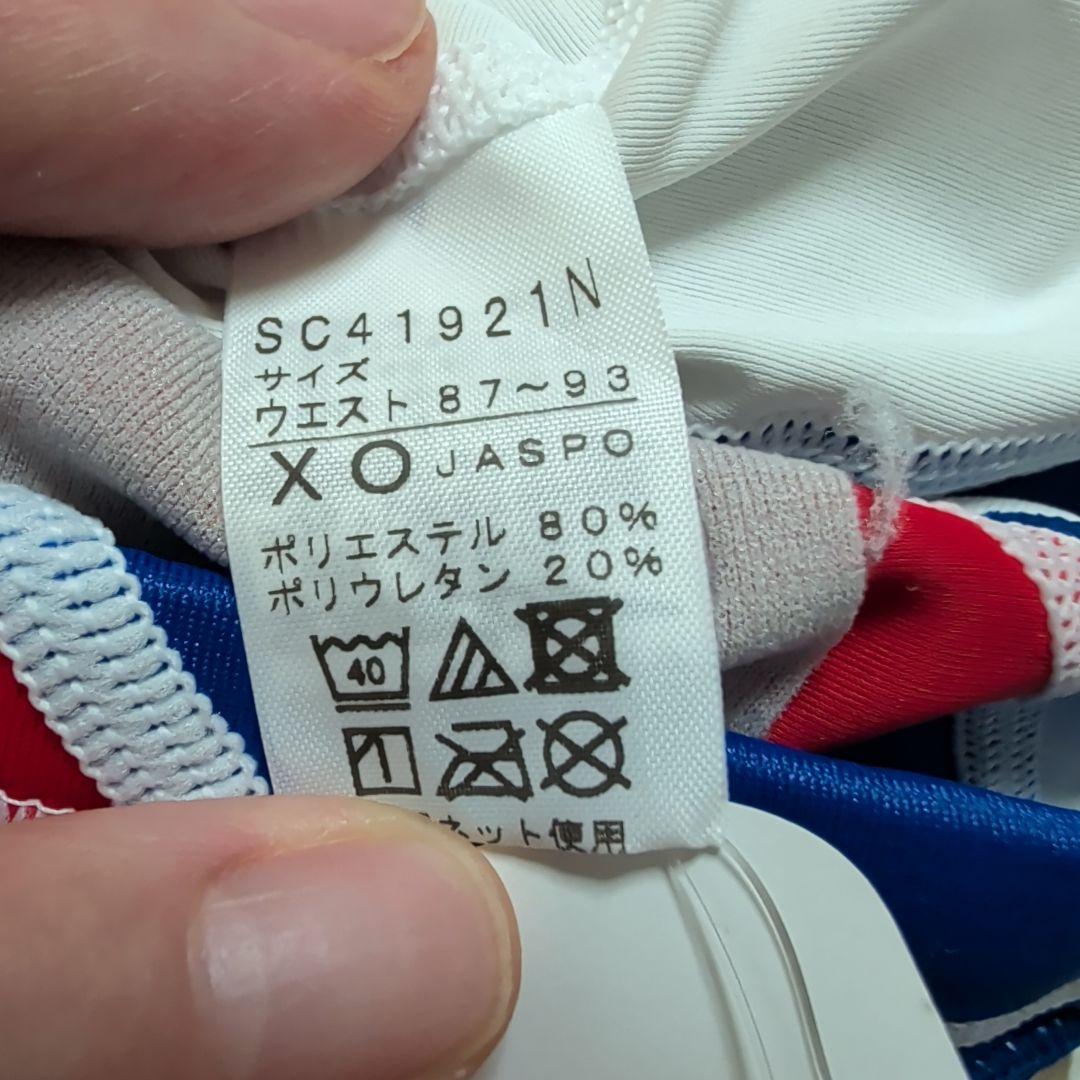 SC41921N
サイズ
ウエスト 87～93
XO JASPO
ポリエステル 80%
ポリウレタン 20%
40
ネット使用